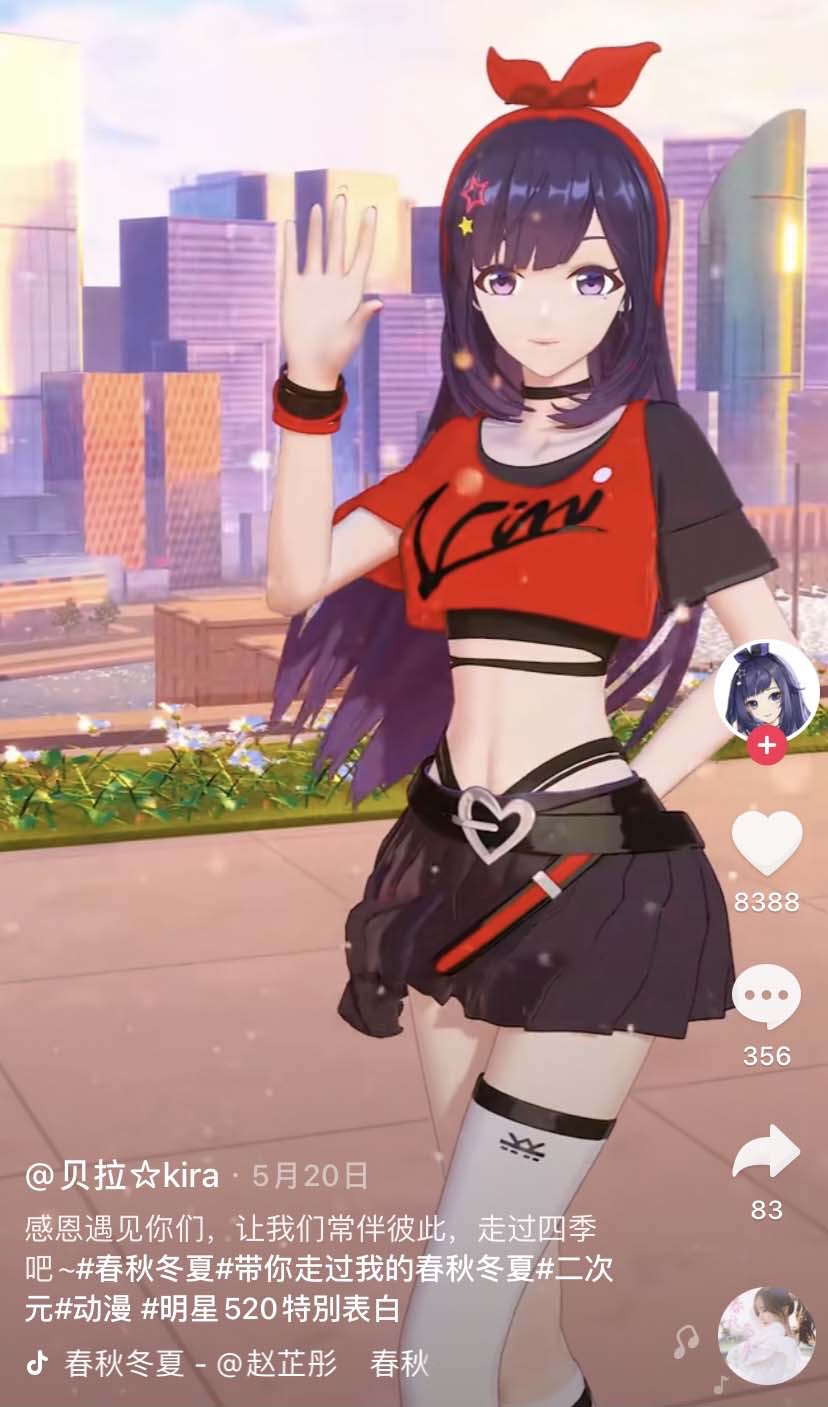 8388
356
83
@贝拉☆kira · 5月20日
感恩遇见你们，让我们常伴彼此，走过四季
吧~#春秋冬夏#带你走过我的春秋冬夏#二次
元#动漫 #明星520特別表白
春秋冬夏 - @赵芷彤 春秋